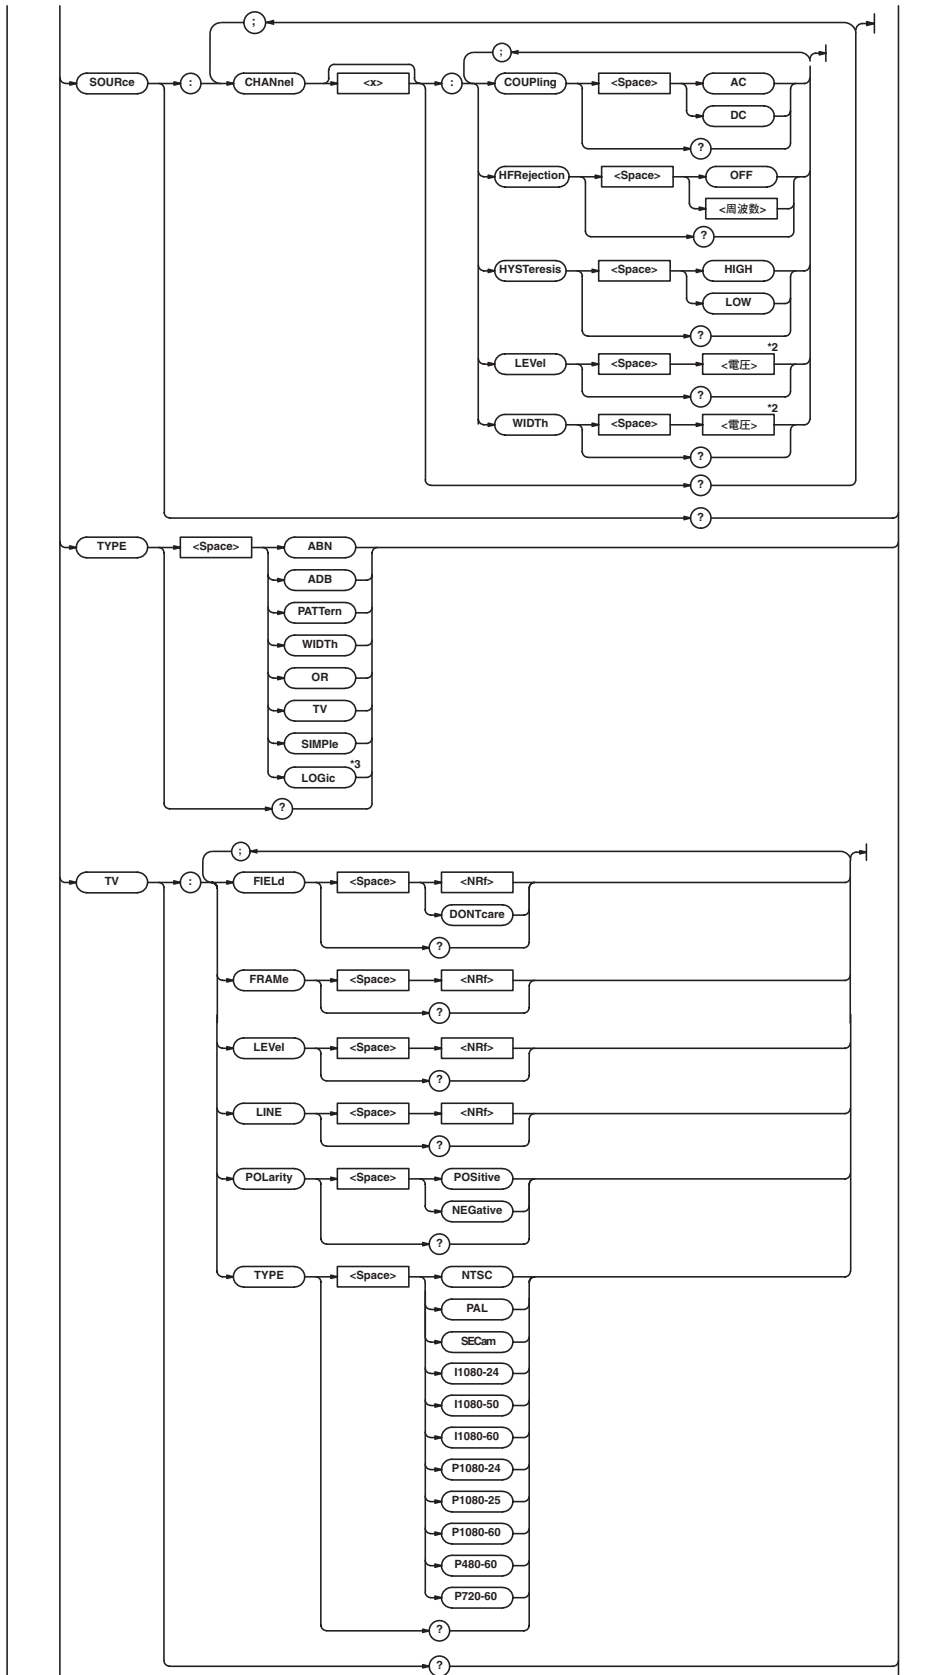 ;
;
SOURce : CHANnel <x> : COUPling <Space> AC
DC
?
HFRejection <Space> OFF
<周波数>
?
HYSTeresis <Space> HIGH
LOW
?
*2
LEVel <Space> <電圧>
?
*2
WIDTh <Space> <電圧>
?
?
?
TYPE <Space> ABN
ADB
PATTern
WIDTh
OR
TV
SIMPle
LOGic *3
?
;
TV : FIELd <Space> <NRf>
DONTcare
?
FRAMe <Space> <NRf>
?
LEVel <Space> <NRf>
?
LINE <Space> <NRf>
?
POLarity <Space> POSitive
NEGative
?
TYPE <Space> NTSC
PAL
SECam
I1080-24
I1080-50
I1080-60
P1080-24
P1080-25
P1080-60
P480-60
P720-60
?
?